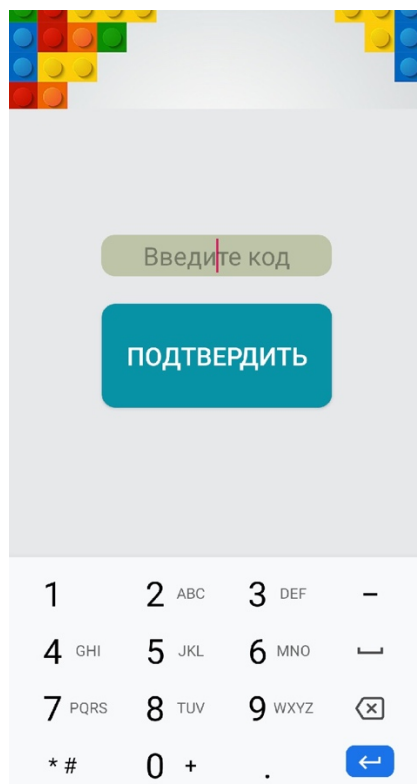 Введите код
ПОДТВЕРДИТЬ
1 2 ABC 3 DEF –
4 GHI 5 JKL 6 MNO
7 PQRS 8 TUV 9 WXYZ
* # 0 + .